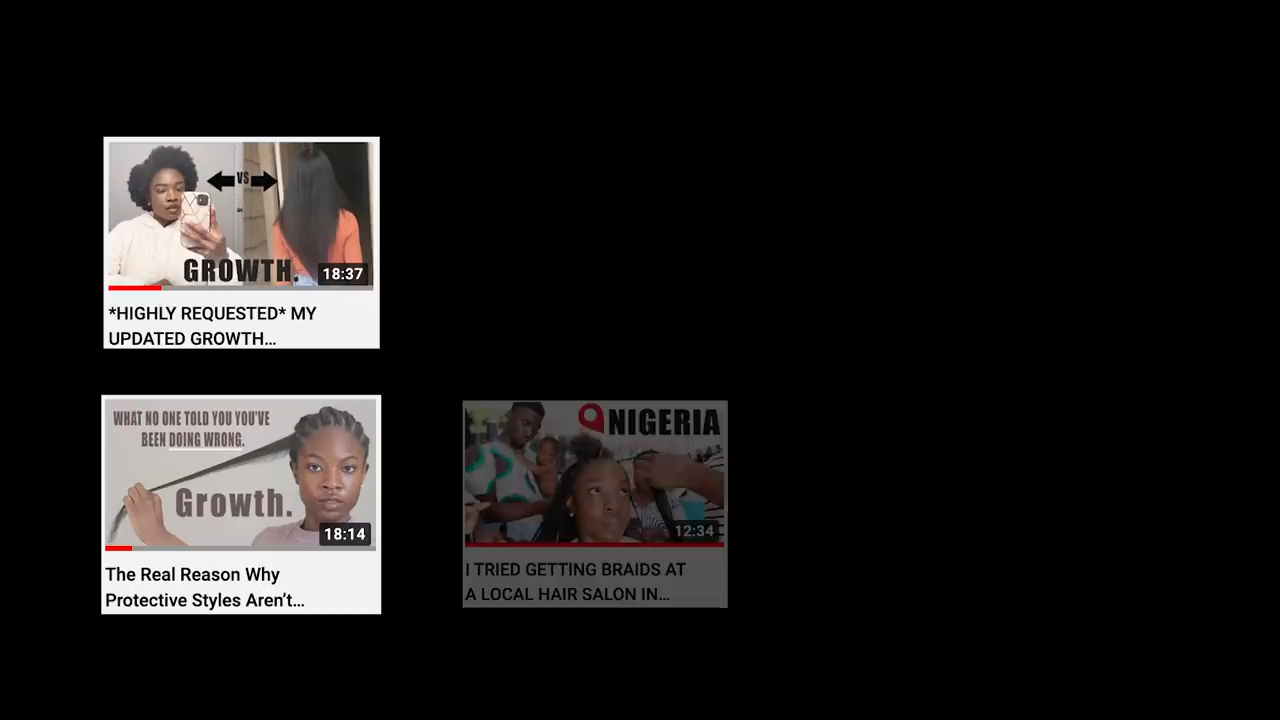 VS
GROWTH.
18:37
*HIGHLY REQUESTED* MY
UPDATED GROWTH...
WHAT NO ONE TOLD YOU YOU'VE
BEEN DOING WRONG.
Growth.
18:14
The Real Reason Why
Protective Styles Aren't...
NIGERIA
12:34
I TRIED GETTING BRAIDS AT
A LOCAL HAIR SALON IN...